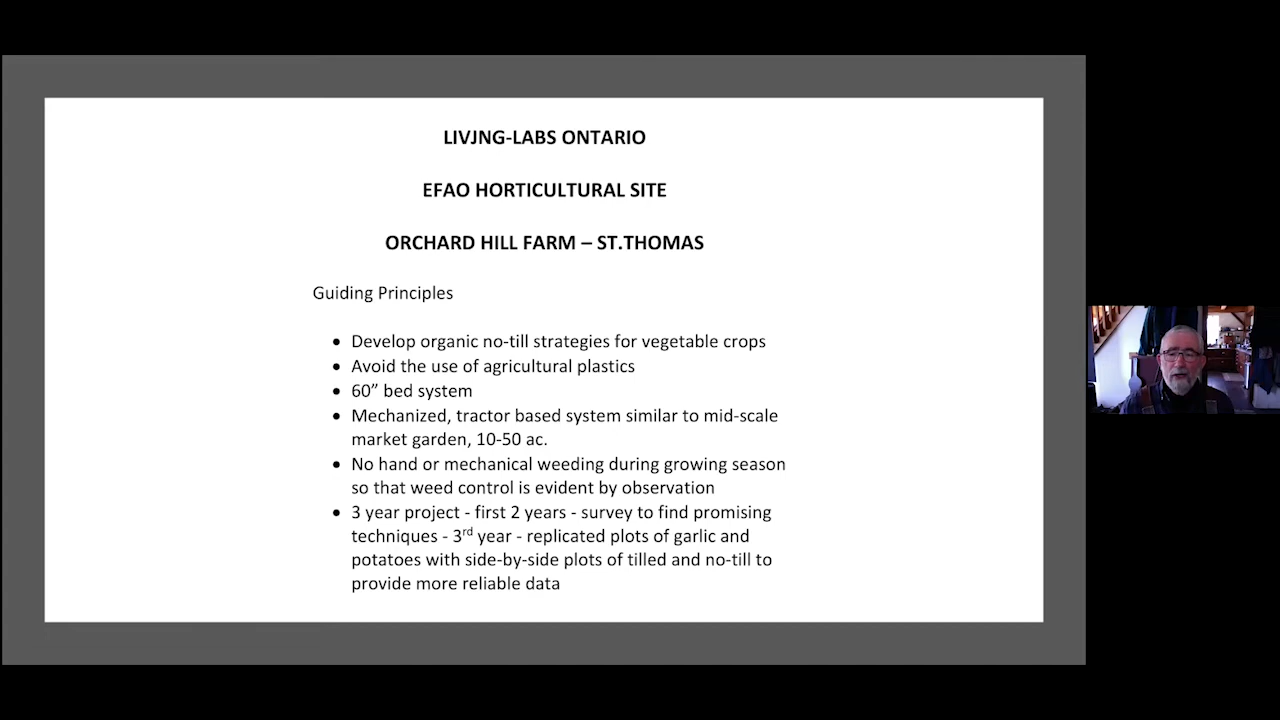 LIVJNG-LABS ONTARIO
EFAO HORTICULTURAL SITE
ORCHARD HILL FARM – ST.THOMAS
Guiding Principles
• Develop organic no-till strategies for vegetable crops
• Avoid the use of agricultural plastics
• 60” bed system
• Mechanized, tractor based system similar to mid-scale
market garden, 10-50 ac.
• No hand or mechanical weeding during growing season
so that weed control is evident by observation
• 3 year project - first 2 years - survey to find promising
techniques - 3rd year - replicated plots of garlic and
potatoes with side-by-side plots of tilled and no-till to
provide more reliable data